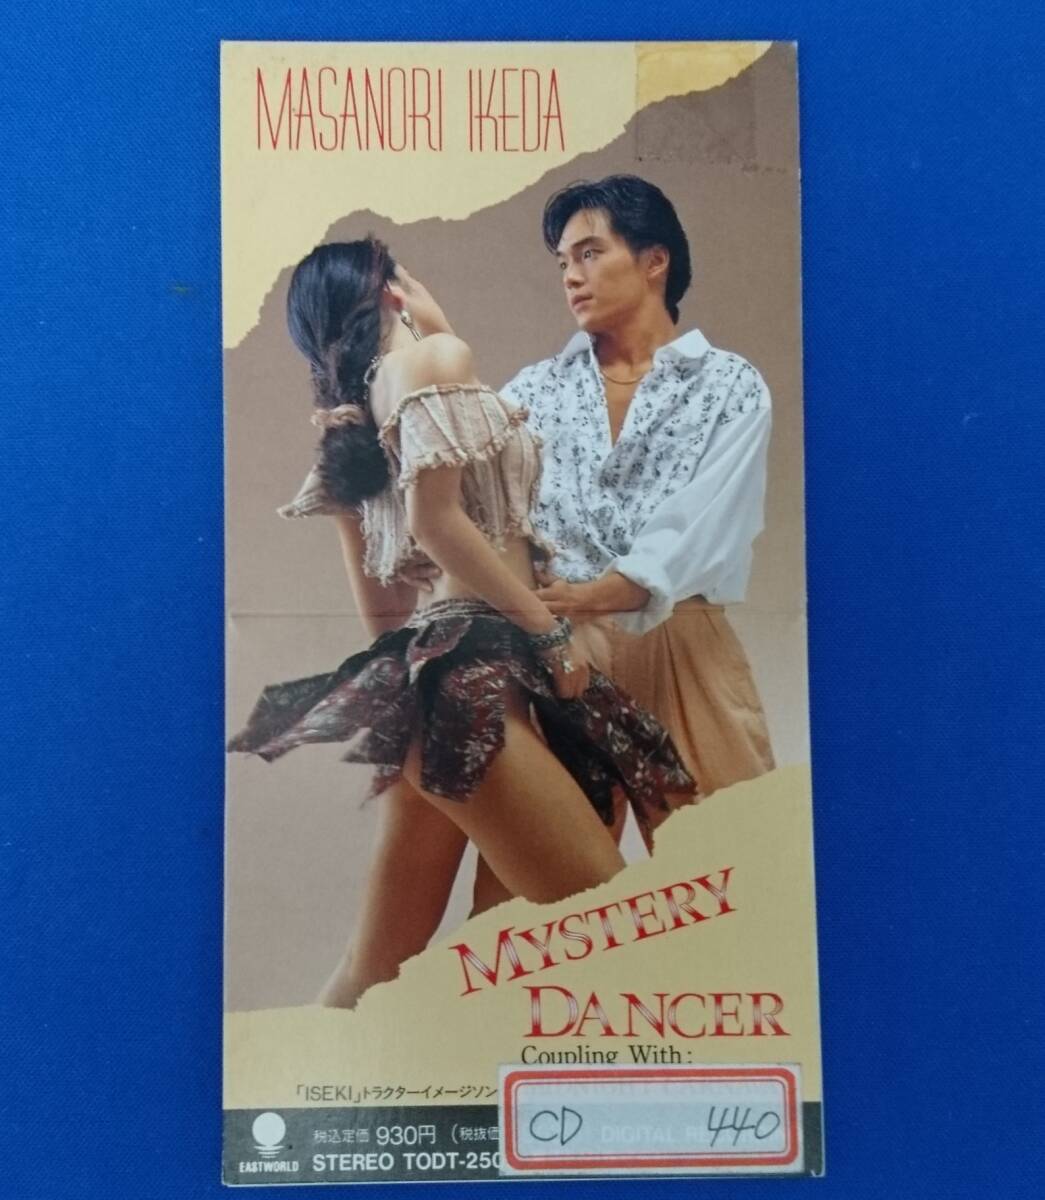 MASANORI IKEDA
MYSTERY
DANCER
Coupling With:
「ISEKI」トラクターイメージソン
税込定価 930円 (税抜価
DIGITAL
STEREO TODT-250
EASTWORLD
CD 440